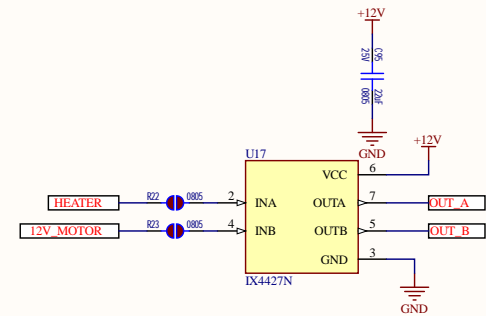 +12V
C95
25V
22uF
0805
GND
+12V
U17
VCC 6
HEATER R22 0805 2 INA OUTA 7 OUT_A
12V_MOTOR R23 0805 4 INB OUTB 5 OUT_B
GND 3
IX4427N
GND